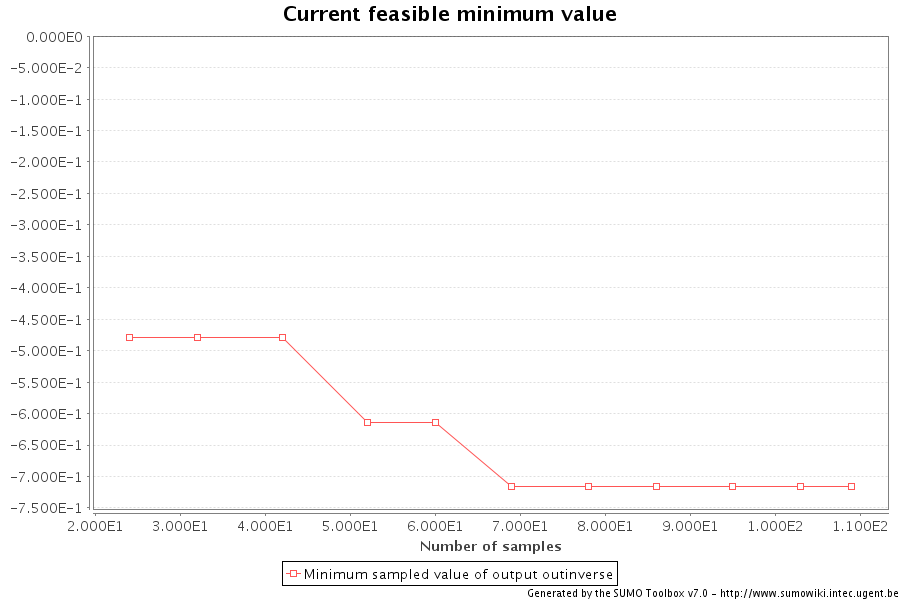 Current feasible minimum value
0.000E0
-5.000E-2
-1.000E-1
-1.500E-1
-2.000E-1
-2.500E-1
-3.000E-1
-3.500E-1
-4.000E-1
-4.500E-1
-5.000E-1
-5.500E-1
-6.000E-1
-6.500E-1
-7.000E-1
-7.500E-1
2.000E1 3.000E1 4.000E1 5.000E1 6.000E1 7.000E1 8.000E1 9.000E1 1.000E2 1.100E2
Number of samples
Minimum sampled value of output outinverse
Generated by the SUMO Toolbox v7.0 - http://www.sumowiki.intec.ugent.be